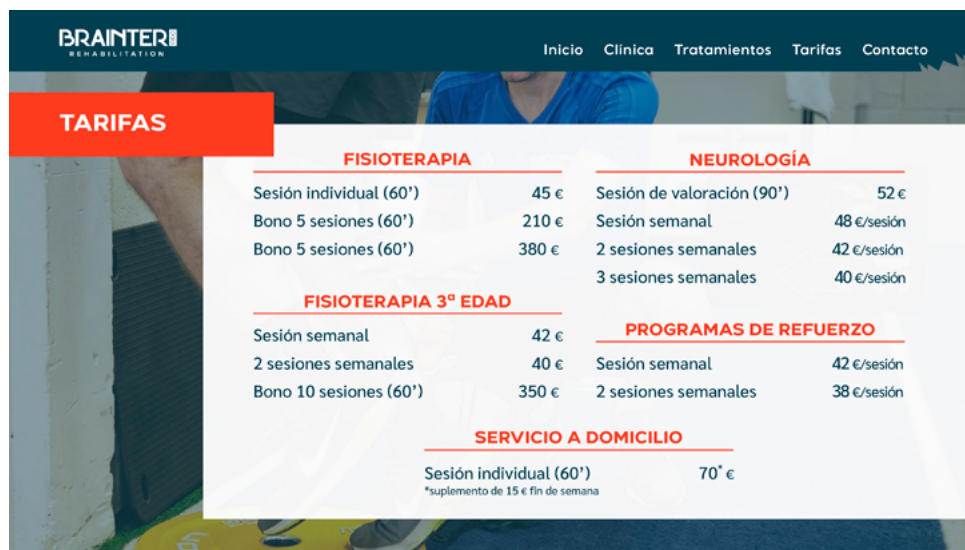 BRAINTER
REHABILITATION
Inicio Clínica Tratamientos Tarifas Contacto
TARIFAS
FISIOTERAPIA
Sesión individual (60’) 45 €
Bono 5 sesiones (60’) 210 €
Bono 5 sesiones (60’) 380 €
NEUROLOGÍA
Sesión de valoración (90’) 52 €
Sesión semanal 48 €/sesión
2 sesiones semanales 42 €/sesión
3 sesiones semanales 40 €/sesión
FISIOTERAPIA 3ª EDAD
Sesión semanal 42 €
2 sesiones semanales 40 €
Bono 10 sesiones (60’) 350 €
PROGRAMAS DE REFUERZO
Sesión semanal 42 €/sesión
2 sesiones semanales 38 €/sesión
SERVICIO A DOMICILIO
Sesión individual (60’) 70* €
*suplemento de 15 € fin de semana